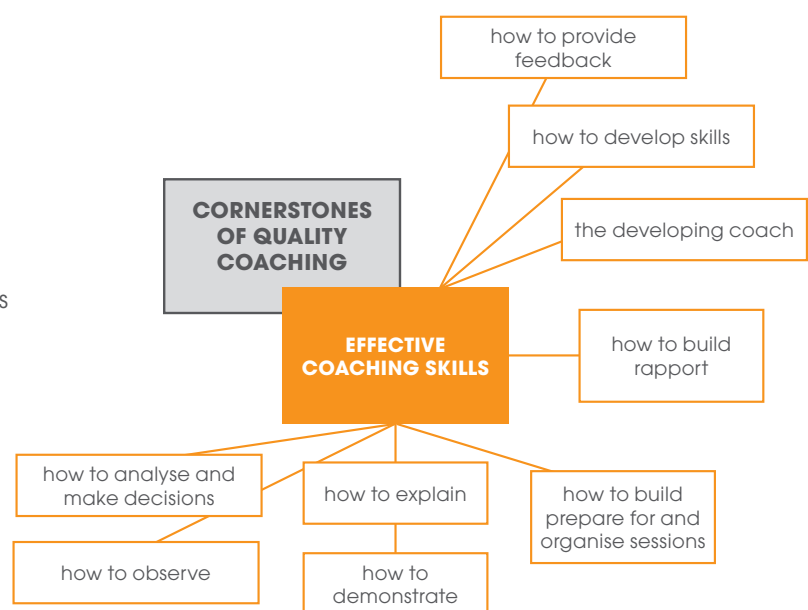 how to provide
feedback
how to develop skills
CORNERSTONES
OF QUALITY
COACHING
the developing coach
s
EFFECTIVE
COACHING SKILLS
how to build
rapport
how to analyse and
make decisions
how to explain
how to build
prepare for and
organise sessions
how to observe
how to
demonstrate